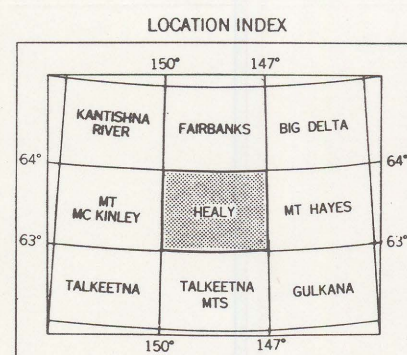 LOCATION INDEX
150° 147°
KANTISHNA
RIVER
FAIRBANKS
BIG DELTA
64° 64°
MT
MC KINLEY
HEALY
MT HAYES
63° 63°
TALKEETNA
TALKEETNA
MTS
GULKANA
150° 147°